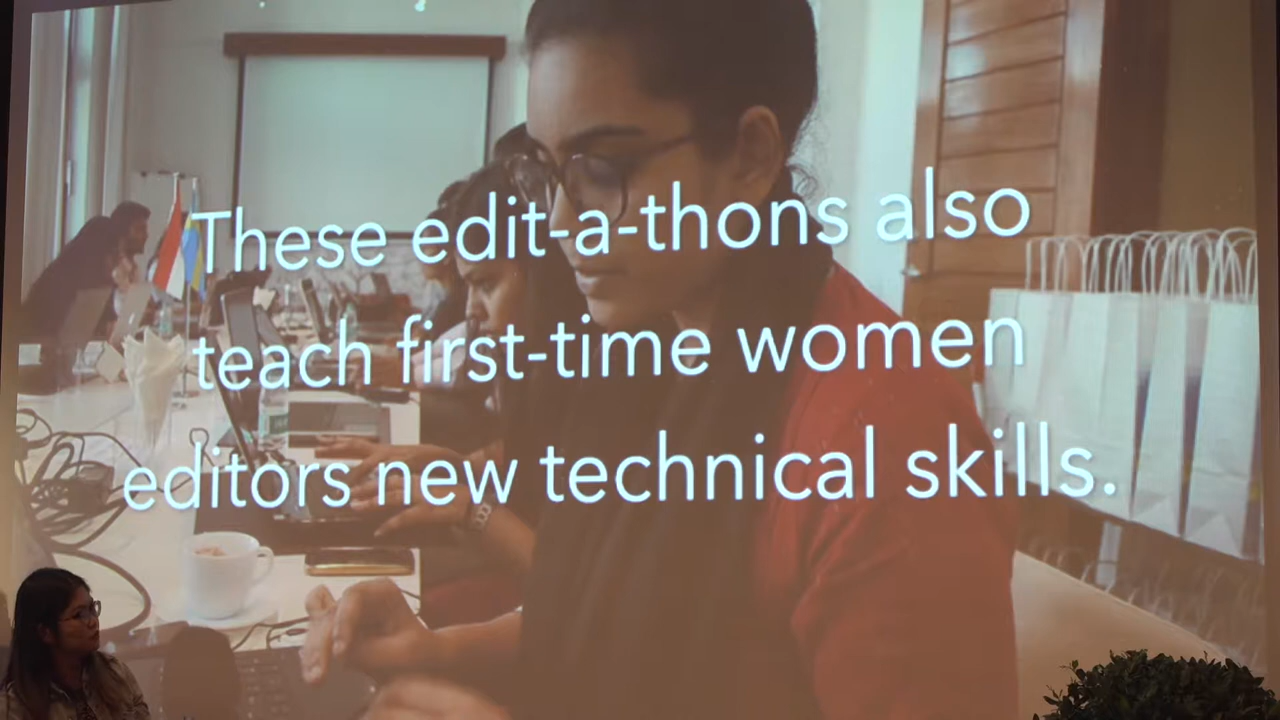 These edit-a-thons also
teach first-time women
editors new technical skills.